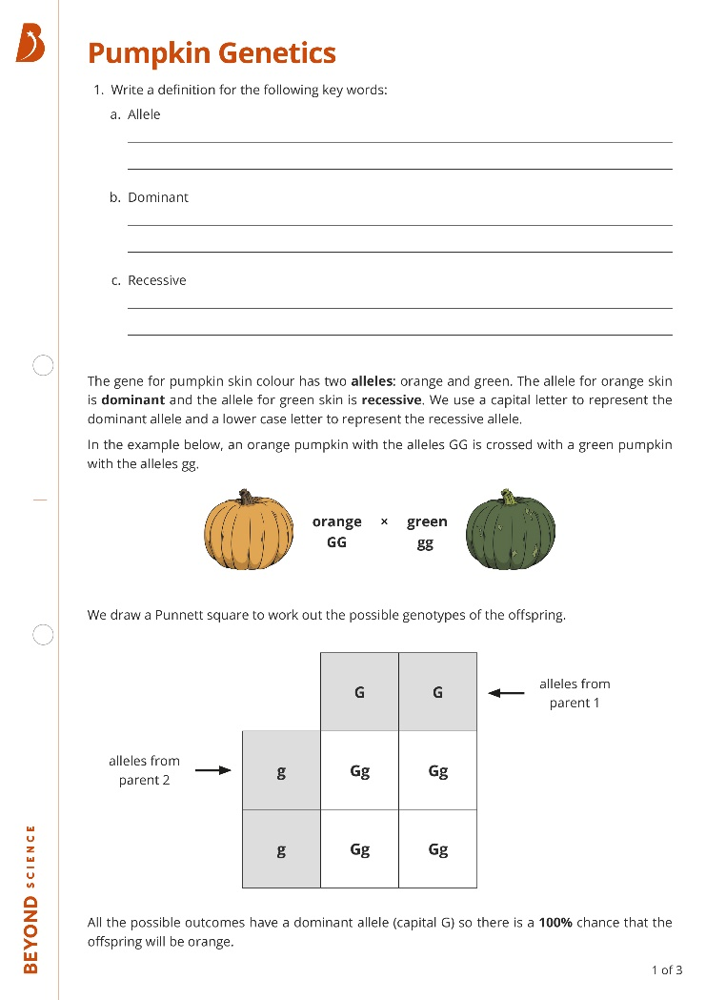 Pumpkin Genetics
1. Write a definition for the following key words:
a. Allele
b. Dominant
c. Recessive
The gene for pumpkin skin colour has two alleles: orange and green. The allele for orange skin
is dominant and the allele for green skin is recessive. We use a capital letter to represent the
dominant allele and a lower case letter to represent the recessive allele.
In the example below, an orange pumpkin with the alleles GG is crossed with a green pumpkin
with the alleles gg.
orange × green
GG gg
We draw a Punnett square to work out the possible genotypes of the offspring.
G G
alleles from
parent 1
alleles from
parent 2
g Gg Gg
g Gg Gg
All the possible outcomes have a dominant allele (capital G) so there is a 100% chance that the
offspring will be orange.
1 of 3
B
BEYOND SCIENCE